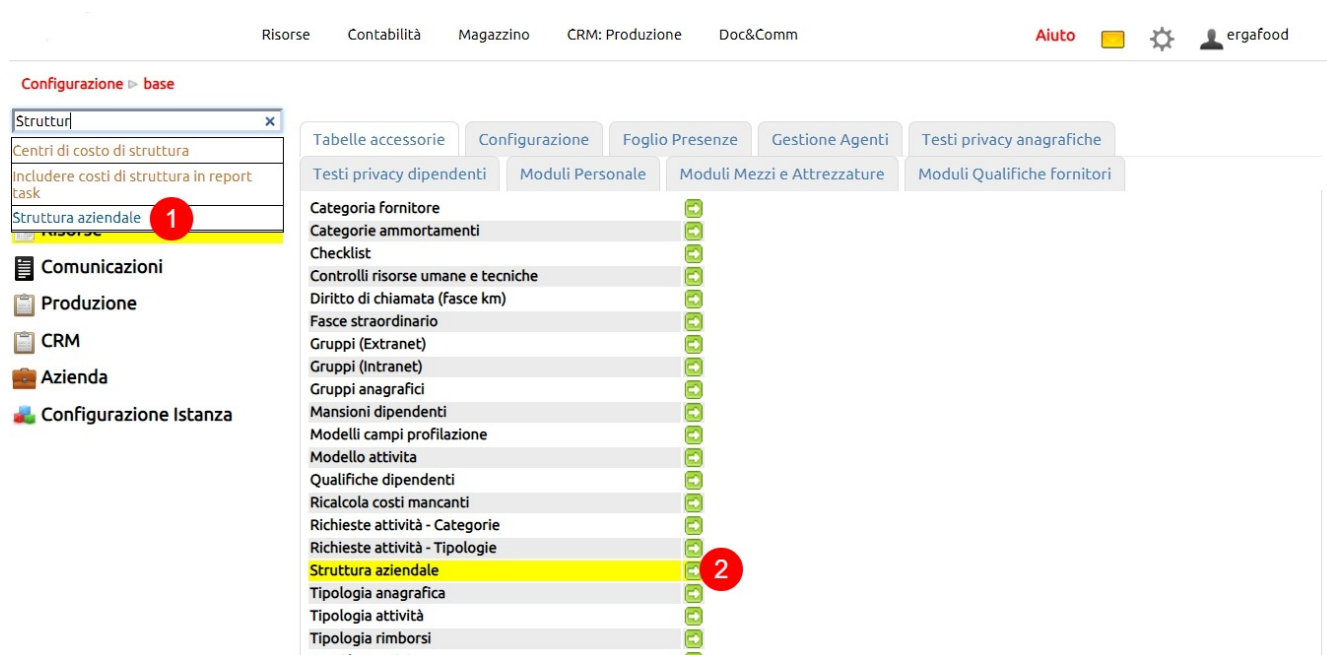 Risorse Contabilità Magazzino CRM: Produzione Doc&Comm Aiuto ergafood
Configurazione ▹ base
Struttur ×
Centri di costo di struttura
Includere costi di struttura in report
task
Struttura aziendale 1
Risorse
Comunicazioni
Produzione
CRM
Azienda
Configurazione Istanza
Tabelle accessorie Configurazione Foglio Presenze Gestione Agenti Testi privacy anagrafiche
Testi privacy dipendenti Moduli Personale Moduli Mezzi e Attrezzature Moduli Qualifiche fornitori
Categoria fornitore
Categorie ammortamenti
Checklist
Controlli risorse umane e tecniche
Diritto di chiamata (fasce km)
Fasce straordinario
Gruppi (Extranet)
Gruppi (Intranet)
Gruppi anagrafici
Mansioni dipendenti
Modelli campi profilazione
Modello attivita
Qualifiche dipendenti
Ricalcola costi mancanti
Richieste attività - Categorie
Richieste attività - Tipologie
Struttura aziendale 2
Tipologia anagrafica
Tipologia attività
Tipologia rimborsi